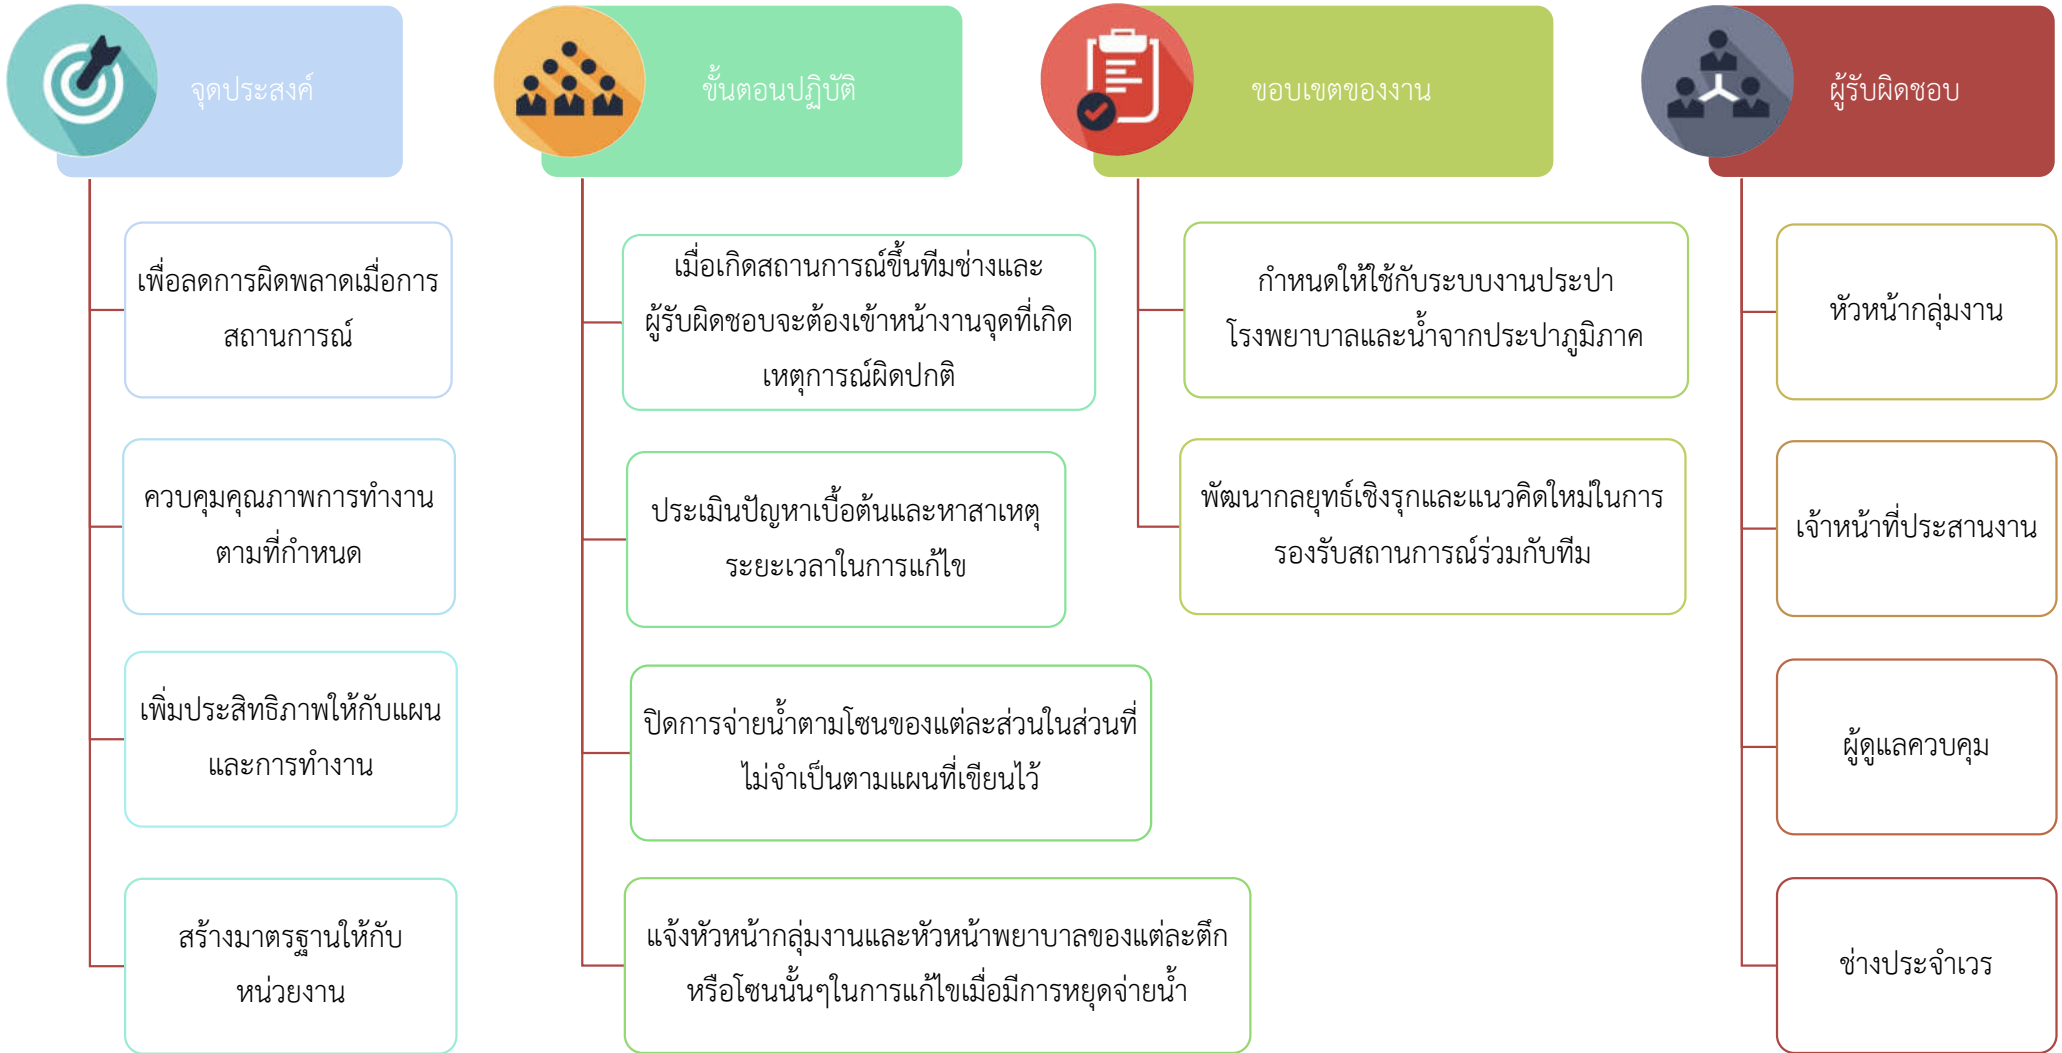 จุดประสงค์
เพื่อลดการผิดพลาดเมื่อการ
สถานการณ์
ควบคุมคุณภาพการทำงาน
ตามที่กำหนด
เพิ่มประสิทธิภาพให้กับแผน
และการทำงาน
สร้างมาตรฐานให้กับ
หน่วยงาน
ขั้นตอนปฏิบัติ
เมื่อเกิดสถานการณ์ขึ้นทีมช่างและ
ผู้รับผิดชอบจะต้องเข้าหน้างานจุดที่เกิด
เหตุการณ์ผิดปกติ
ประเมินปัญหาเบื้อต้นและหาสาเหตุ
ระยะเวลาในการแก้ไข
ปิดการจ่ายน้ำตามโซนของแต่ละส่วนในส่วนที่
ไม่จำเป็นตามแผนที่เขียนไว้
แจ้งหัวหน้ากลุ่มงานและหัวหน้าพยาบาลของแต่ละตึก
หรือโซนนั้นๆในการแก้ไขเมื่อมีการหยุดจ่ายน้ำ
ขอบเขตของงาน
กำหนดให้ใช้กับระบบงานประปา
โรงพยาบาลและน้ำจากประปาภูมิภาค
พัฒนากลยุทธ์เชิงรุกและแนวคิดใหม่ในการ
รองรับสถานการณ์ร่วมกับทีม
ผู้รับผิดชอบ
หัวหน้ากลุ่มงาน
เจ้าหน้าที่ประสานงาน
ผู้ดูแลควบคุม
ช่างประจำเวร